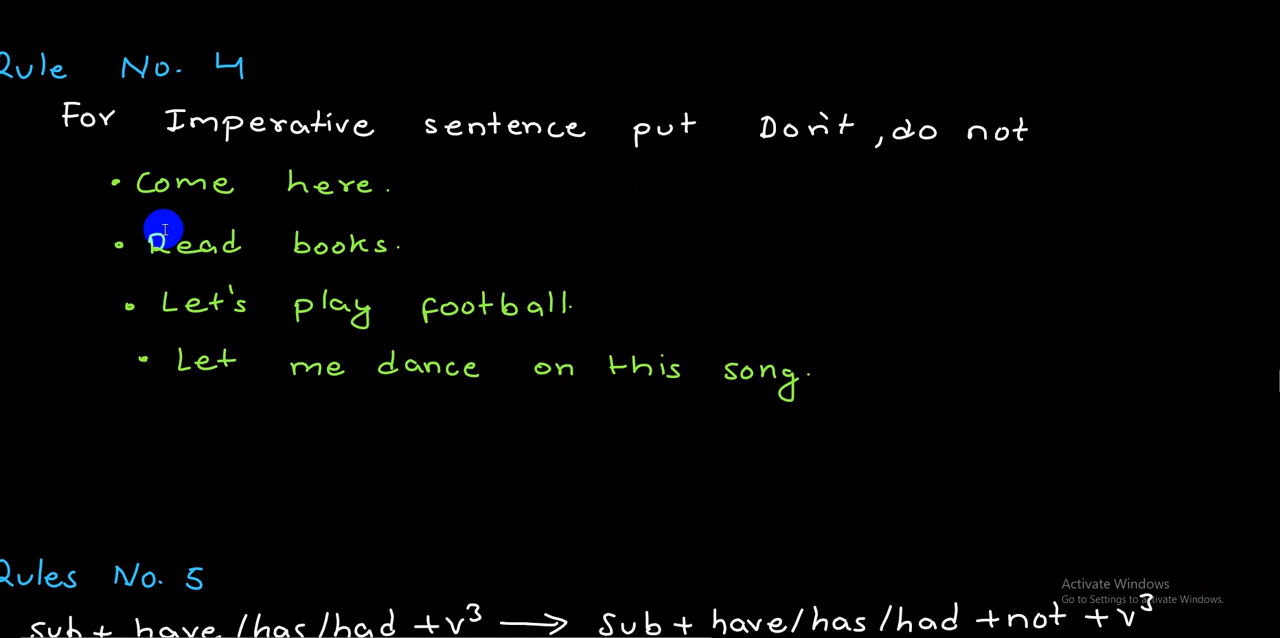 Rule No. 4
For Imperative sentence put Don't, do not
• Come here.
• Read books.
• Let's play football.
• Let me dance on this song.
Rules No. 5
Activate Windows
Go to Settings to activate Windows.
sub + have/has/had + v³ → Sub + have/has/had + not + v³